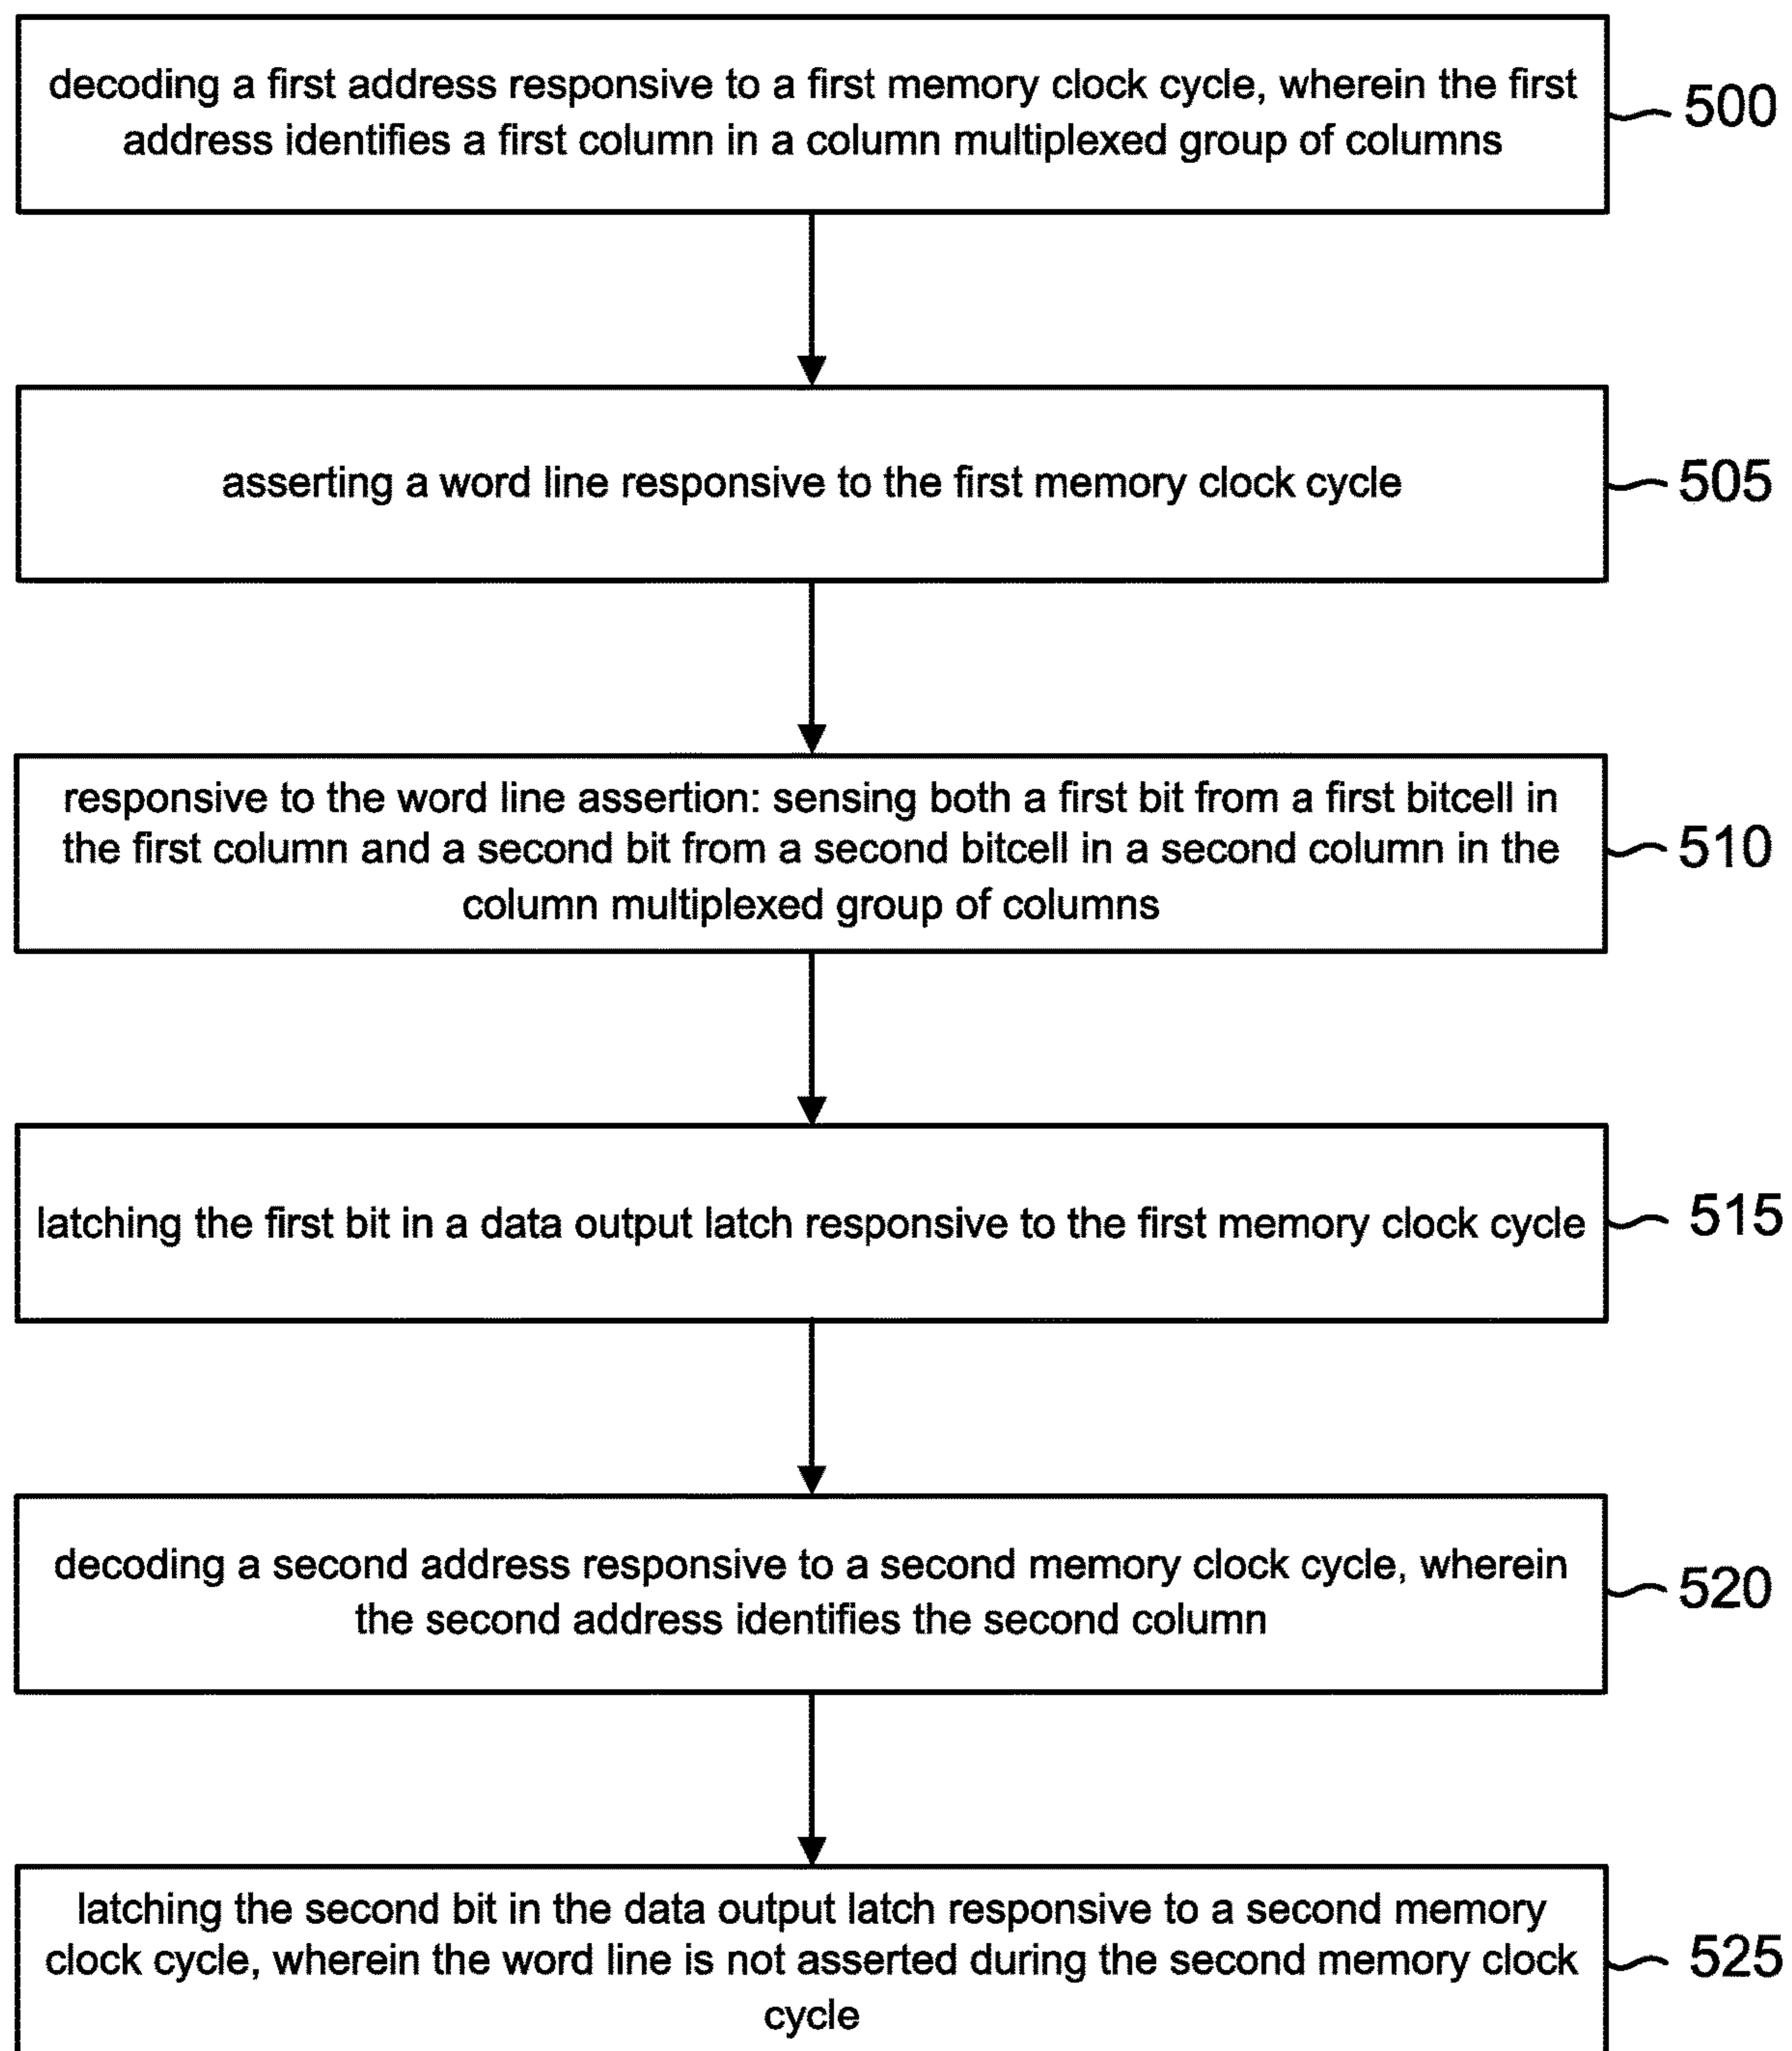 decoding a first address responsive to a first memory clock cycle, wherein the first
address identifies a first column in a column multiplexed group of columns
500
asserting a word line responsive to the first memory clock cycle
505
responsive to the word line assertion: sensing both a first bit from a first bitcell in
the first column and a second bit from a second bitcell in a second column in the
column multiplexed group of columns
510
latching the first bit in a data output latch responsive to the first memory clock cycle
515
decoding a second address responsive to a second memory clock cycle, wherein
the second address identifies the second column
520
latching the second bit in the data output latch responsive to a second memory
clock cycle, wherein the word line is not asserted during the second memory clock
cycle
525